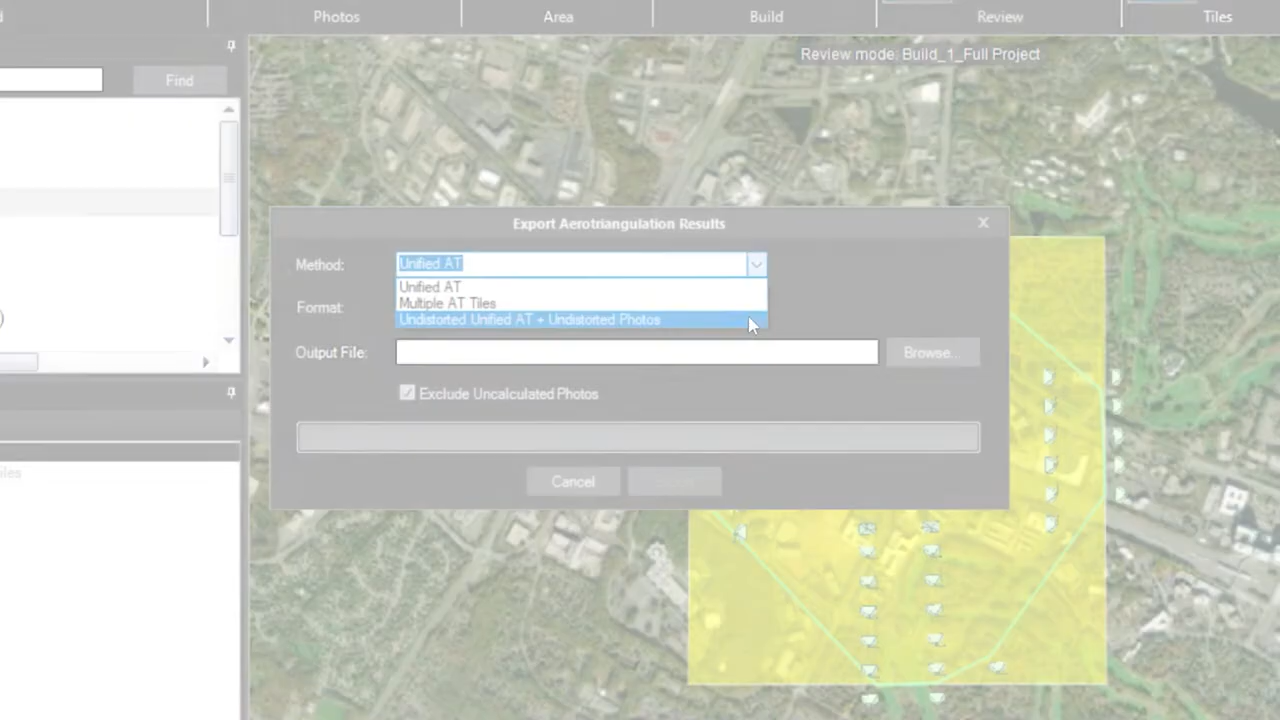 Photos
Area
Build
Review
Tiles
Review mode: Build_1_Full Project
Find
Export Aerotriangulation Results
Method:
Unified AT
Unified AT
Multiple AT Tiles
Undistorted Unified AT + Undistorted Photos
Format:
Output File:
Browse...
Exclude Uncalculated Photos
Cancel